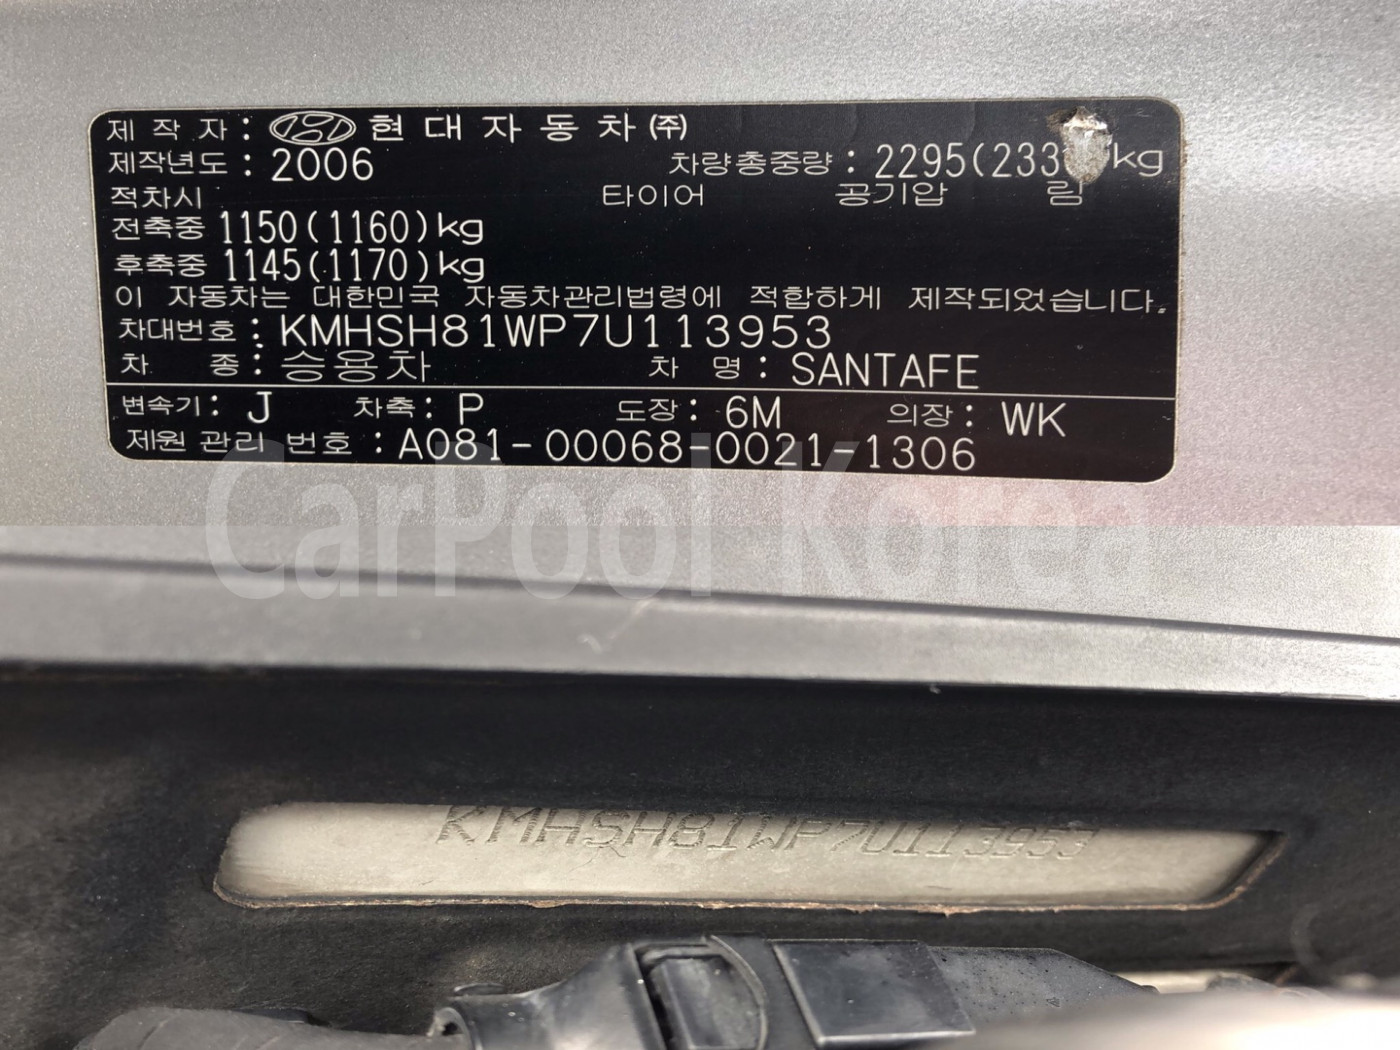 제 작 자 : 현 대 자 동 차 ㈜
제작년도 : 2006 차량총중량 : 2295(233 kg
적차시 타이어 공기압 림
전축중 1150(1160)kg
후축중 1145(1170)kg
이 자동차는 대한민국 자동차관리법령에 적합하게 제작되었습니다.
차대번호 : KMHSH81WP7U113953
차 종 : 승용차 차 명 : SANTAFE
변속기 : J 차축 : P 도장 : 6M 의장 : WK
제원 관리 번호 : A081-00068-0021-1306
CarPool Korea
KMHSH81WP7U113953